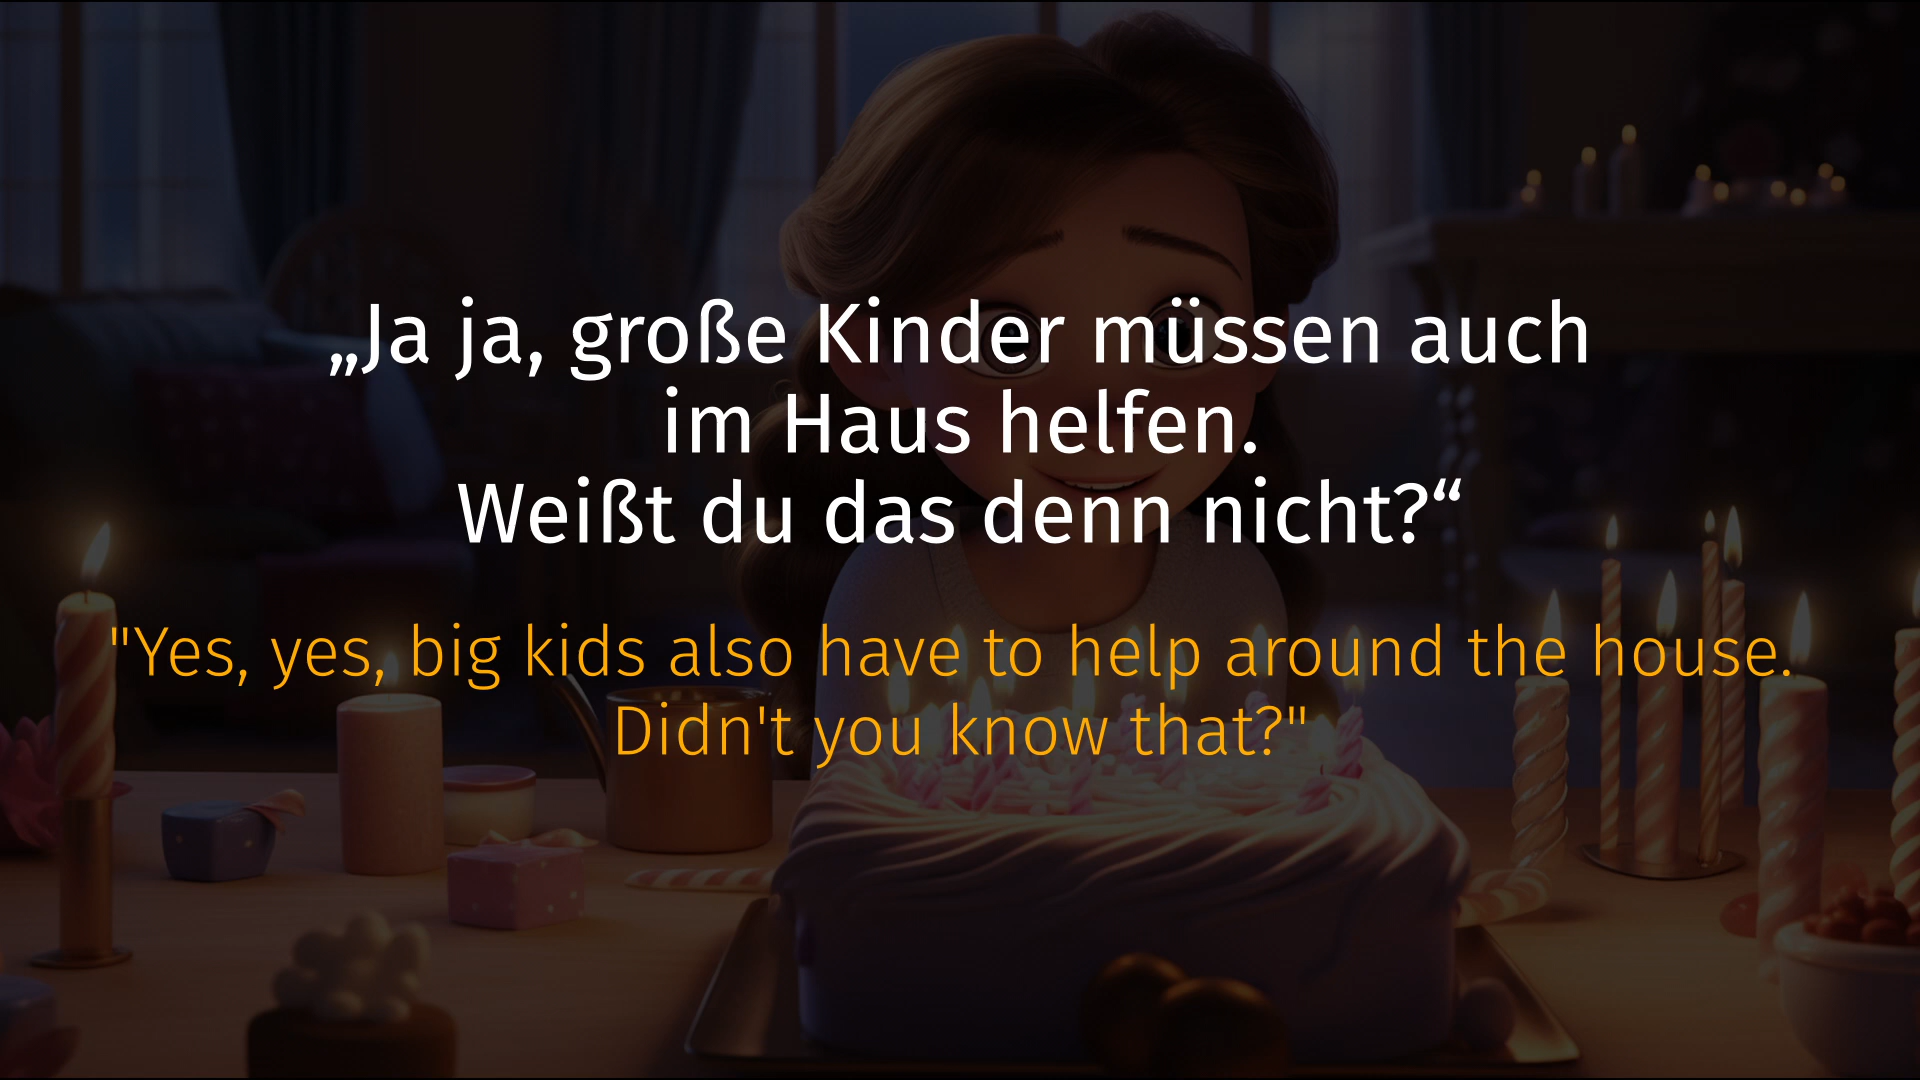 „Ja ja, große Kinder müssen auch
im Haus helfen.
Weißt du das denn nicht?“
"Yes, yes, big kids also have to help around the house.
Didn't you know that?"